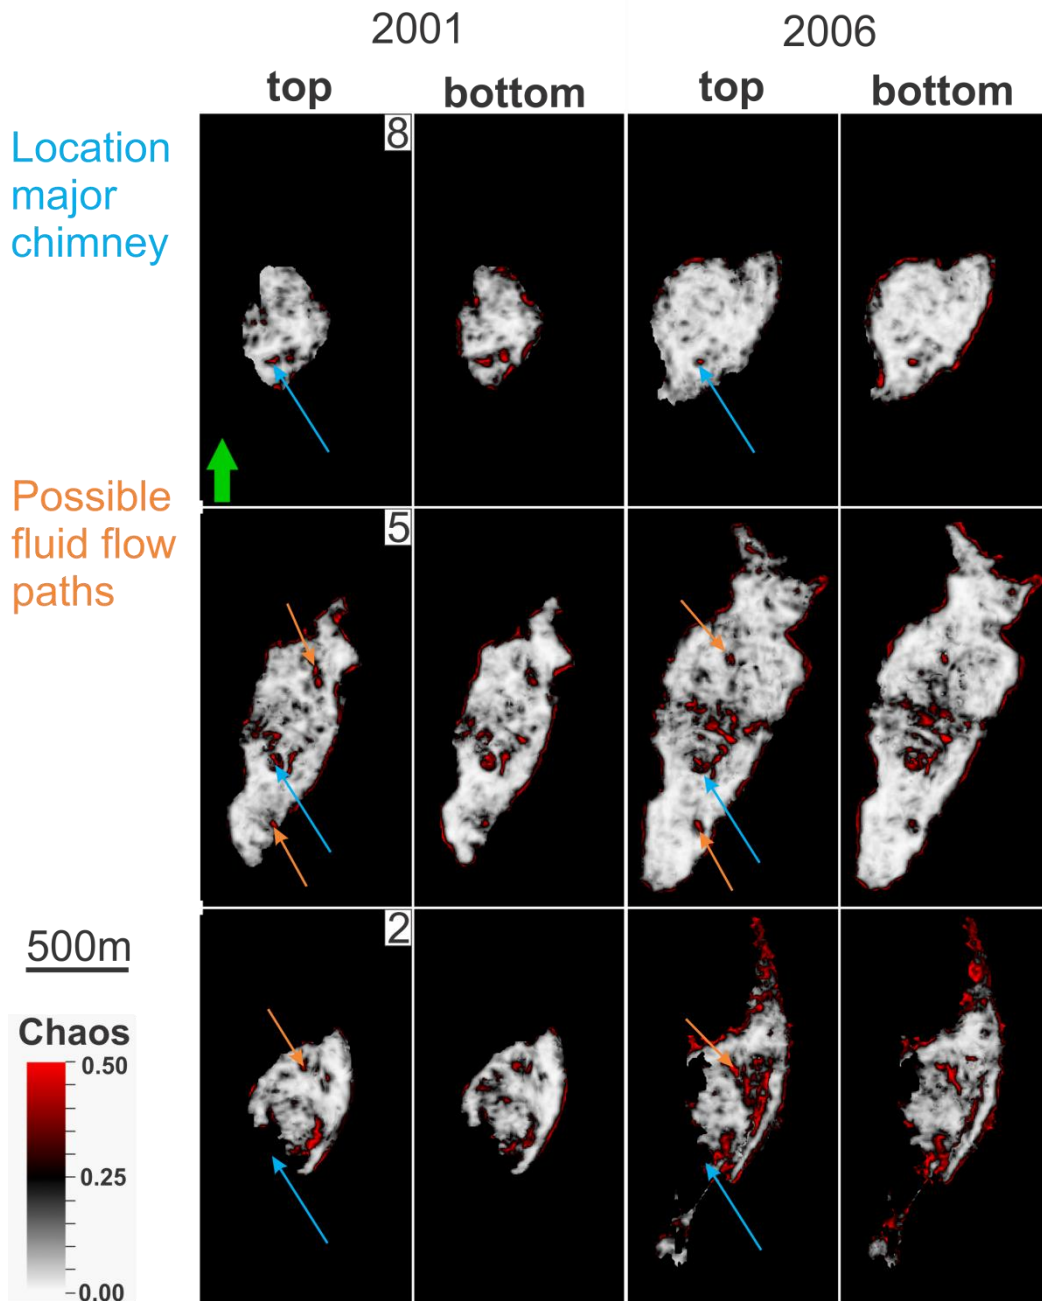 2001
2006
top
bottom
top
bottom
Location
major
chimney
8
Possible
fluid flow
paths
5
2
500m
Chaos
0.50
0.25
0.00